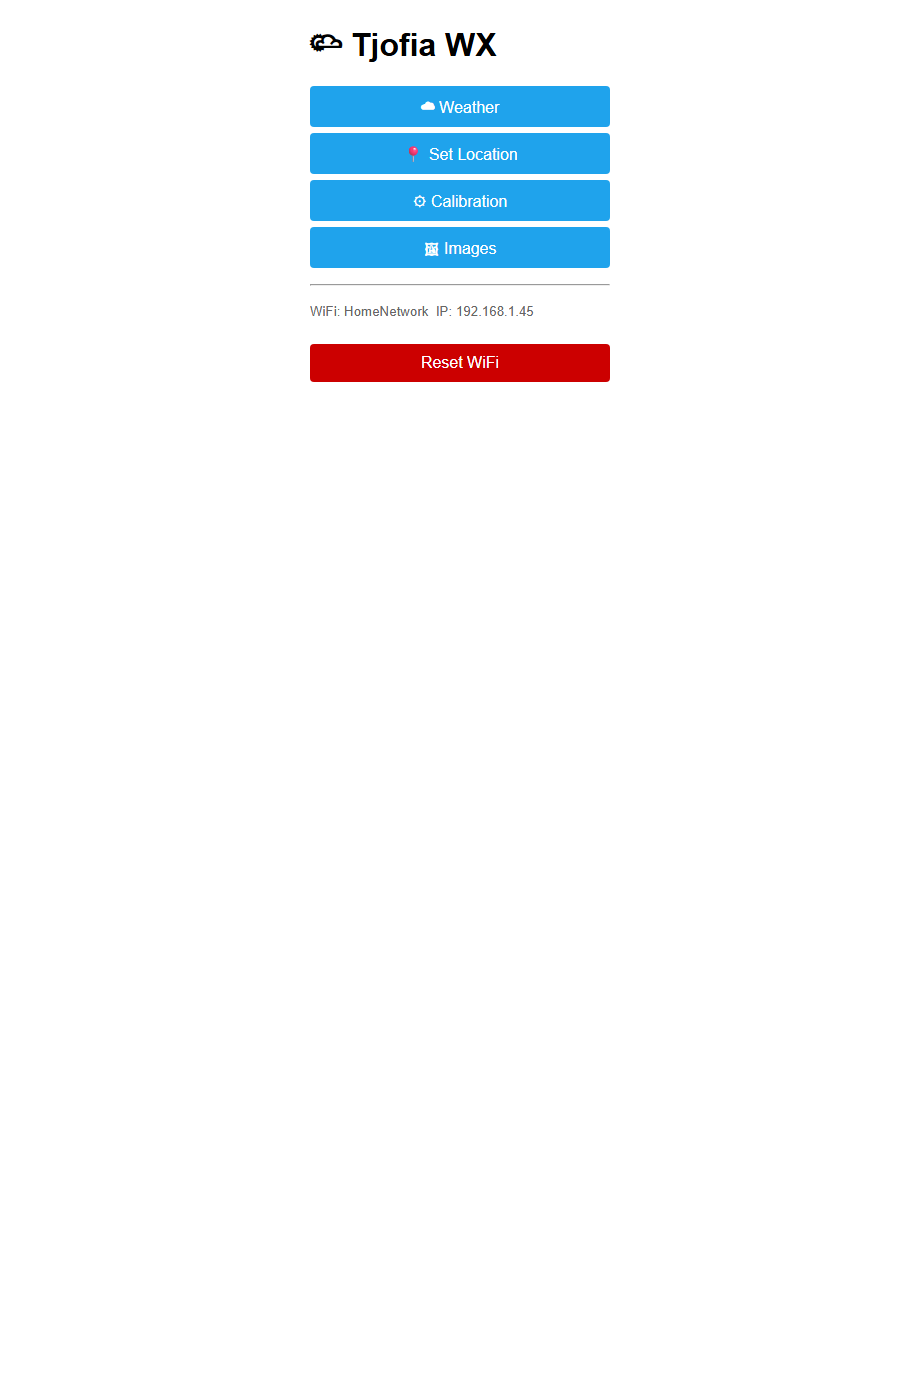 Tjofia WX
Weather
Set Location
Calibration
Images
WiFi: HomeNetwork  IP: 192.168.1.45
Reset WiFi